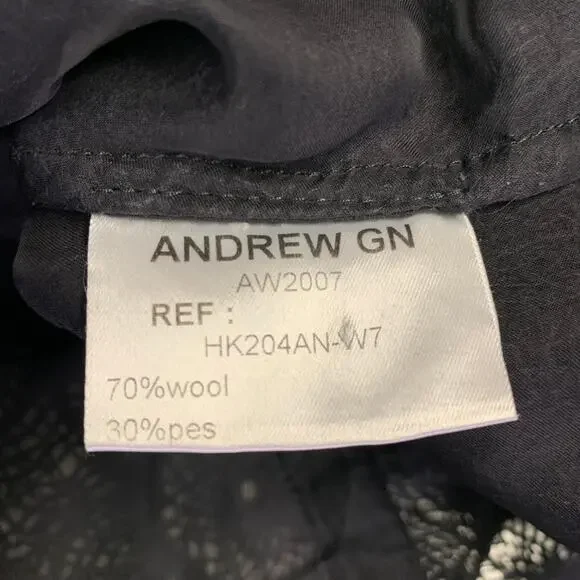 ANDREW GN
AW2007
REF :
HK204AN-W7
70%wool
30%pes